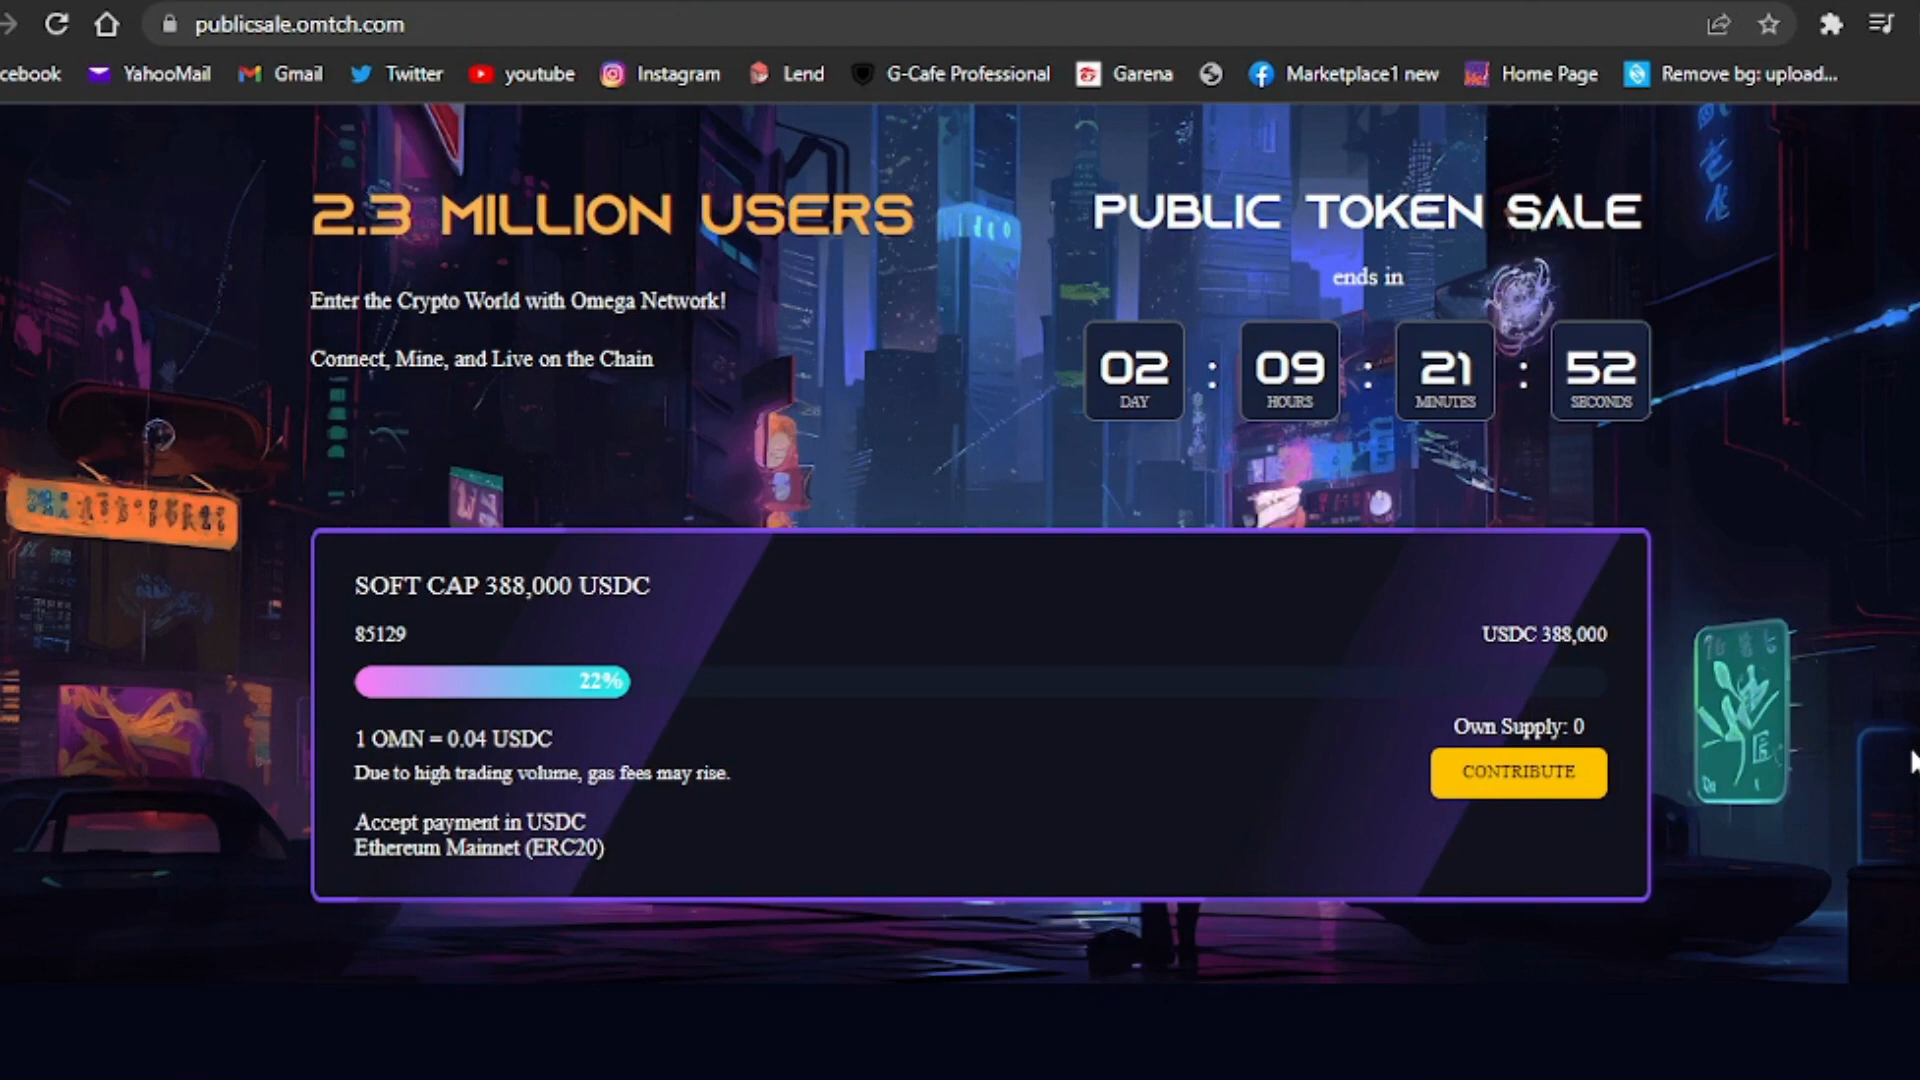 publicsale.omtch.com
cebook YahooMail Gmail Twitter youtube Instagram Lend G-Cafe Professional Garena Marketplace1 new Home Page Remove bg: upload...
2.3 MILLION USERS
Enter the Crypto World with Omega Network!
Connect, Mine, and Live on the Chain
PUBLIC TOKEN SALE
ends in
02 : 09 : 21 : 52
DAY HOURS MINUTES SECONDS
SOFT CAP 388,000 USDC
85129 USDC 388,000
22%
1 OMN = 0.04 USDC
Due to high trading volume, gas fees may rise.
Own Supply: 0
CONTRIBUTE
Accept payment in USDC
Ethereum Mainnet (ERC20)